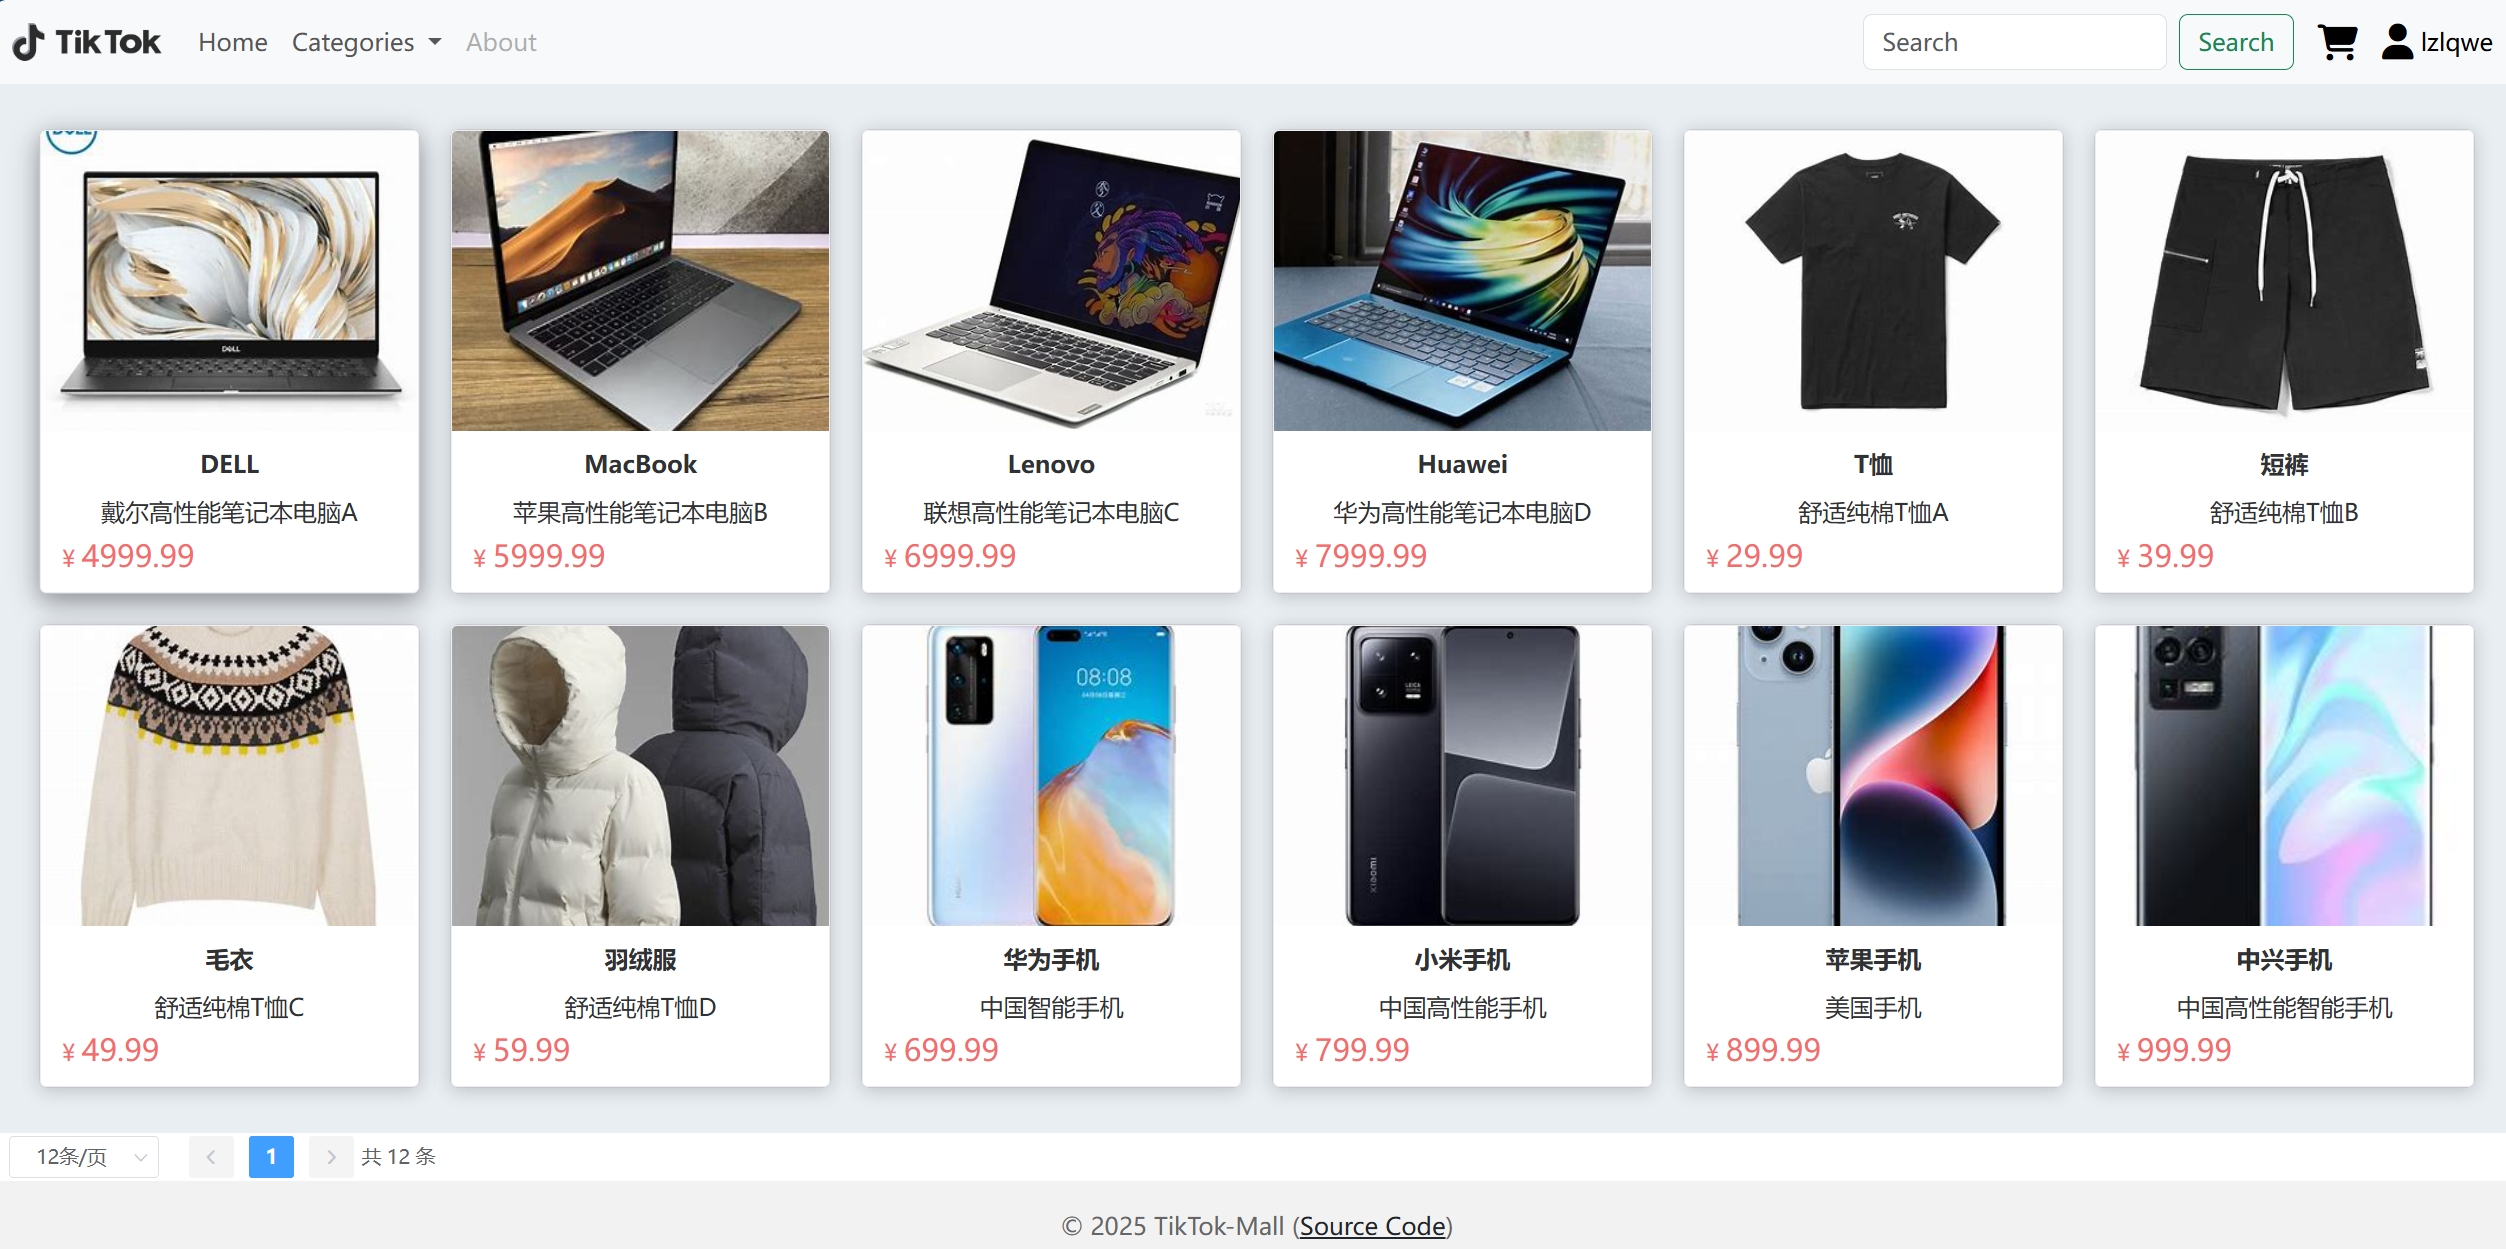 TikTok Home Categories About Search Search lzlqwe
DELL
DELL
戴尔高性能笔记本电脑A
¥ 4999.99
MacBook
苹果高性能笔记本电脑B
¥ 5999.99
Lenovo
联想高性能笔记本电脑C
¥ 6999.99
Huawei
华为高性能笔记本电脑D
¥ 7999.99
T恤
舒适纯棉T恤A
¥ 29.99
短裤
舒适纯棉T恤B
¥ 39.99
毛衣
舒适纯棉T恤C
¥ 49.99
羽绒服
舒适纯棉T恤D
¥ 59.99
08:08
华为手机
中国智能手机
¥ 699.99
LEICA
xiaomi
小米手机
中国高性能手机
¥ 799.99
苹果手机
美国手机
¥ 899.99
中兴手机
中国高性能智能手机
¥ 999.99
12条/页 1 共 12 条
© 2025 TikTok-Mall (Source Code)